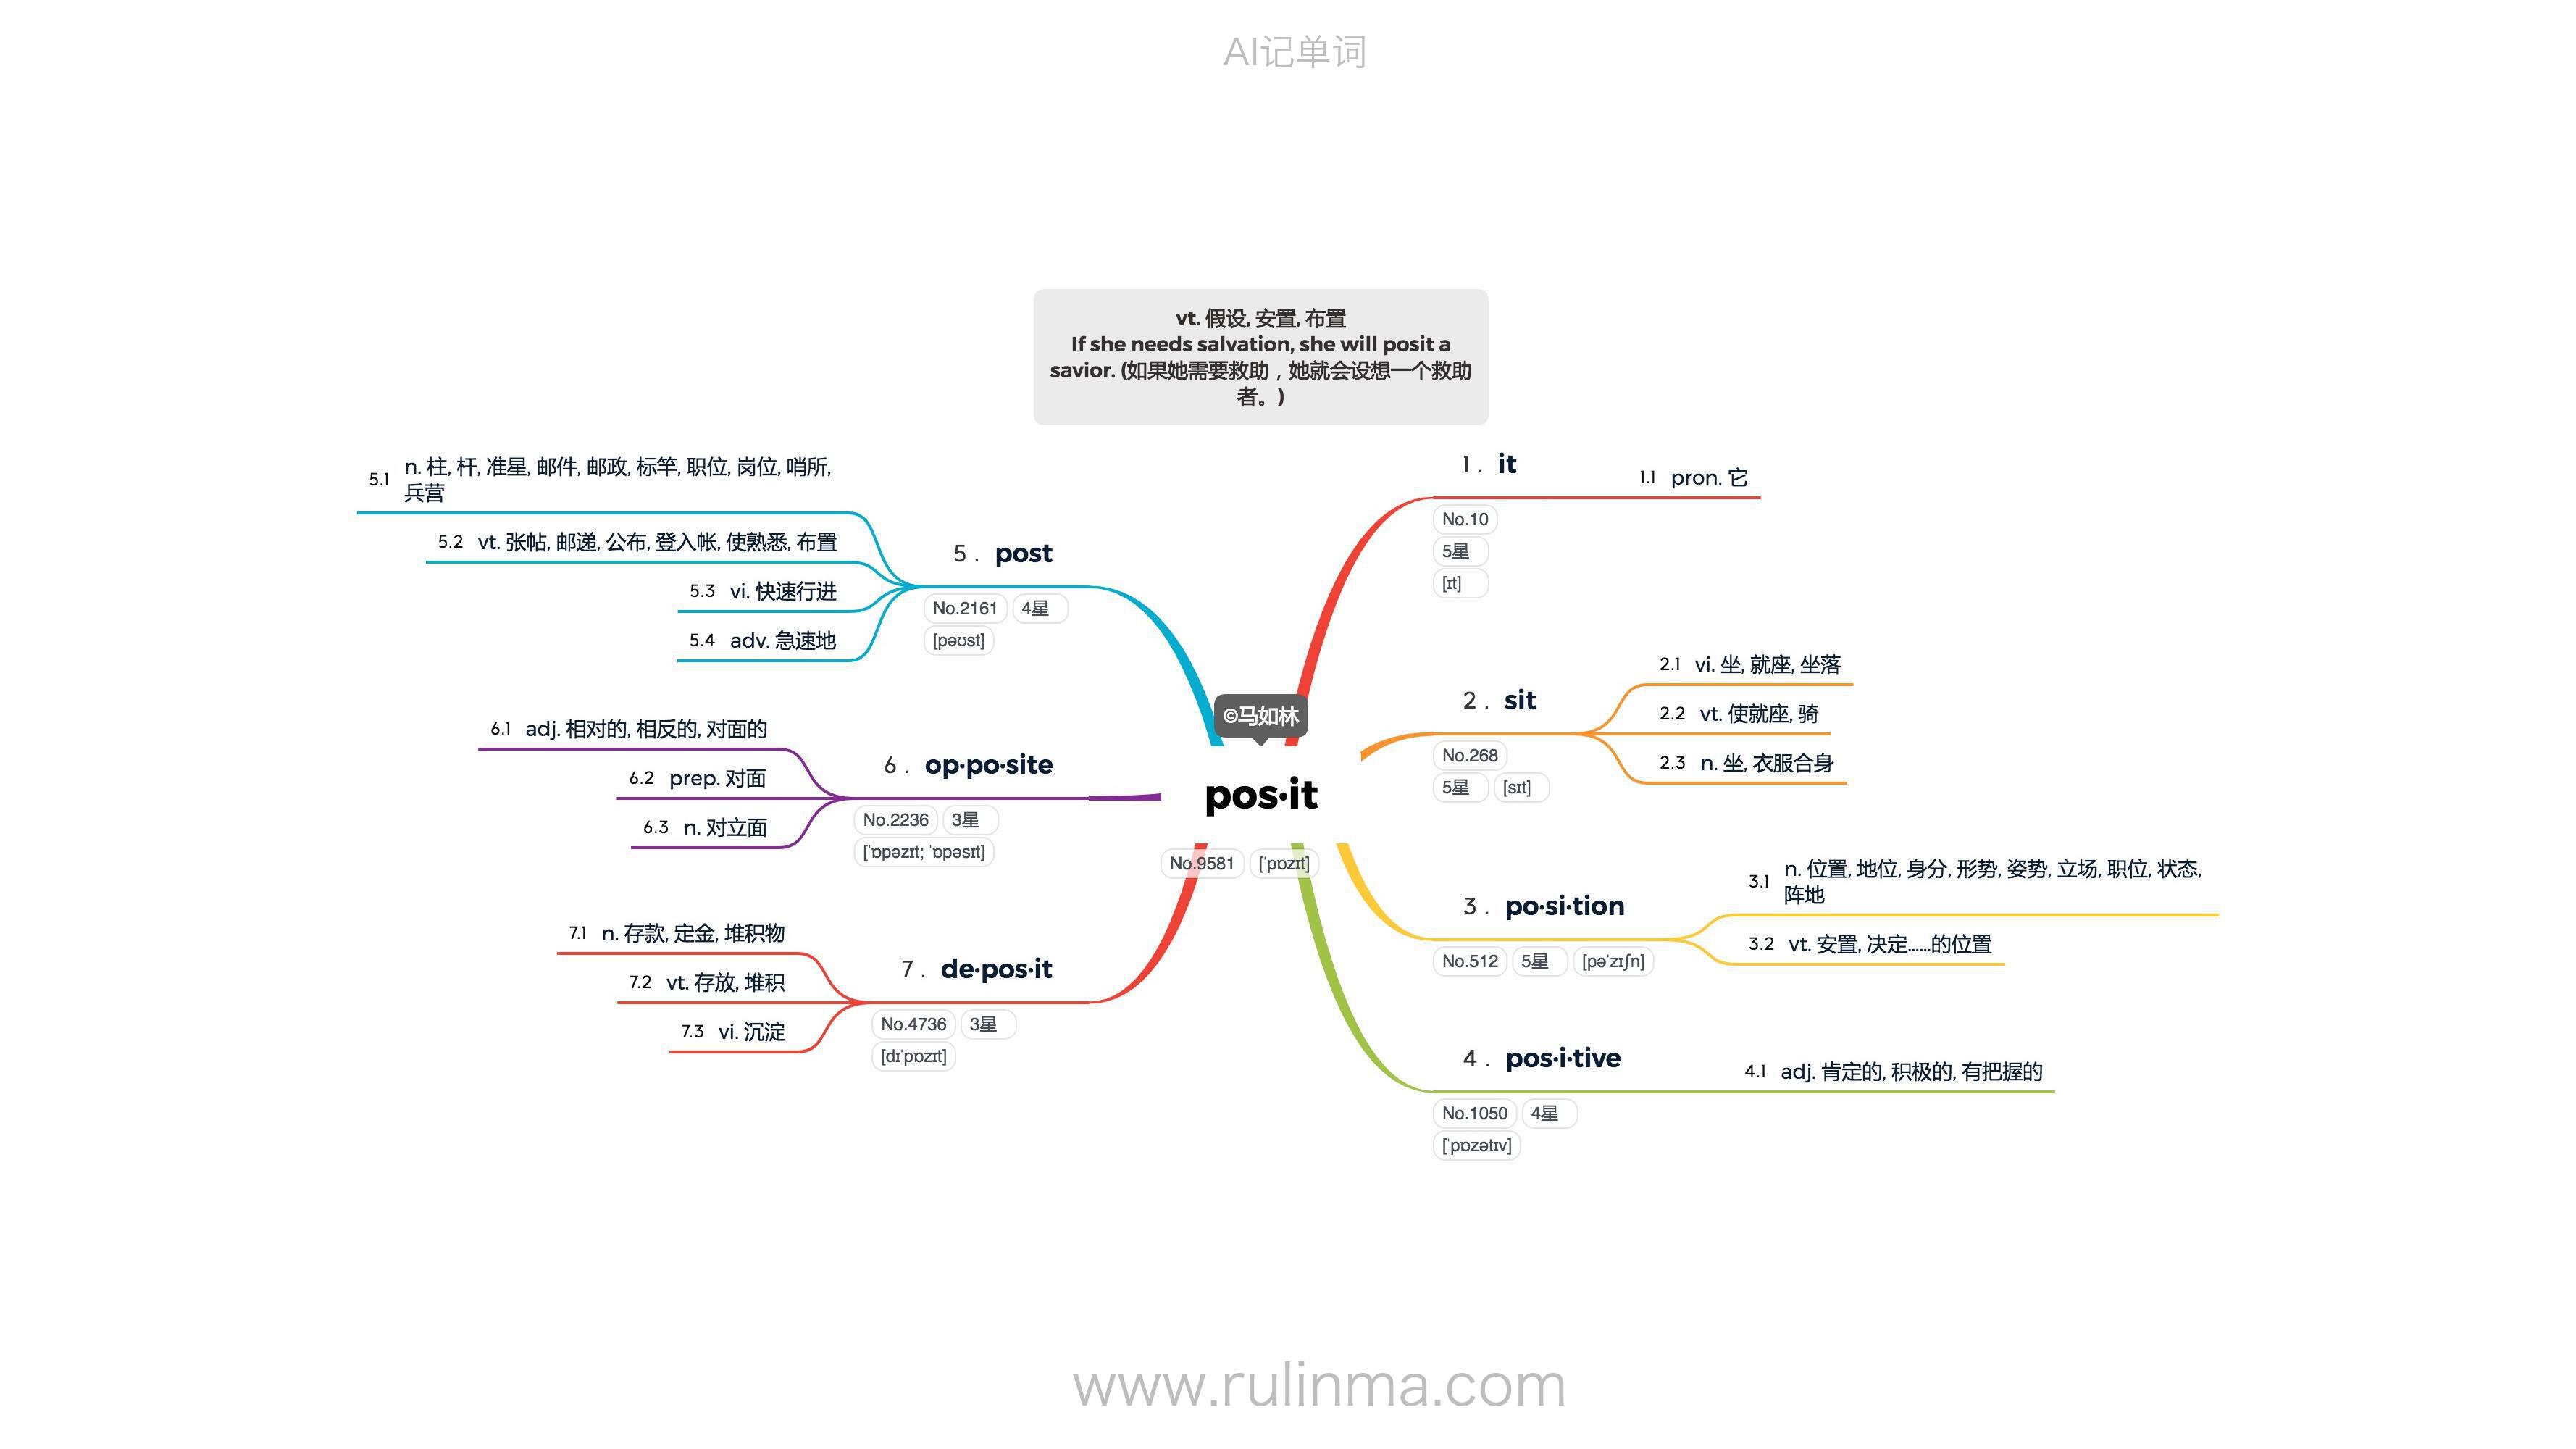 AI记单词
vt. 假设, 安置, 布置
If she needs salvation, she will posit a
savior. (如果她需要救助，她就会设想一个救助
者。)
©马如林
pos·it
No.9581 [ˈpɒzɪt]
1. it
No.10
5星
[ɪt]
1.1 pron. 它
2. sit
No.268
5星 [sɪt]
2.1 vi. 坐, 就座, 坐落
2.2 vt. 使就座, 骑
2.3 n. 坐, 衣服合身
3. po·si·tion
No.512 5星 [pəˈzɪʃn]
3.1 n. 位置, 地位, 身分, 形势, 姿势, 立场, 职位, 状态,
阵地
3.2 vt. 安置, 决定……的位置
4. pos·i·tive
No.1050 4星
[ˈpɒzətɪv]
4.1 adj. 肯定的, 积极的, 有把握的
5. post
No.2161 4星
[pəʊst]
5.1 n. 柱, 杆, 准星, 邮件, 邮政, 标竿, 职位, 岗位, 哨所,
兵营
5.2 vt. 张帖, 邮递, 公布, 登入帐, 使熟悉, 布置
5.3 vi. 快速行进
5.4 adv. 急速地
6. op·po·site
No.2236 3星
[ˈɒpəzɪt; ˈɒpəsɪt]
6.1 adj. 相对的, 相反的, 对面的
6.2 prep. 对面
6.3 n. 对立面
7. de·pos·it
No.4736 3星
[dɪˈpɒzɪt]
7.1 n. 存款, 定金, 堆积物
7.2 vt. 存放, 堆积
7.3 vi. 沉淀
www.rulinma.com